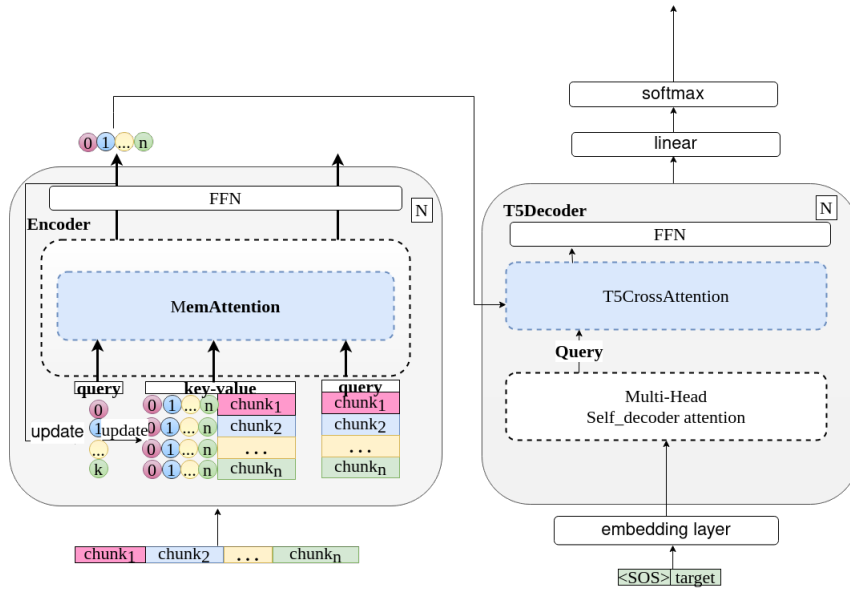 softmax
linear
0 1 ... n
FFN
N
Encoder
MemAttention
query
key-value
query
0
1
...
k
update
update
0 1 ... n chunk1
0 1 ... n chunk2
0 1 ... n ...
0 1 ... n chunkn
chunk1
chunk2
...
chunkn
chunk1 chunk2 ... chunkn
T5Decoder
N
FFN
T5CrossAttention
Query
Multi-Head
Self_decoder attention
embedding layer
<SOS> target